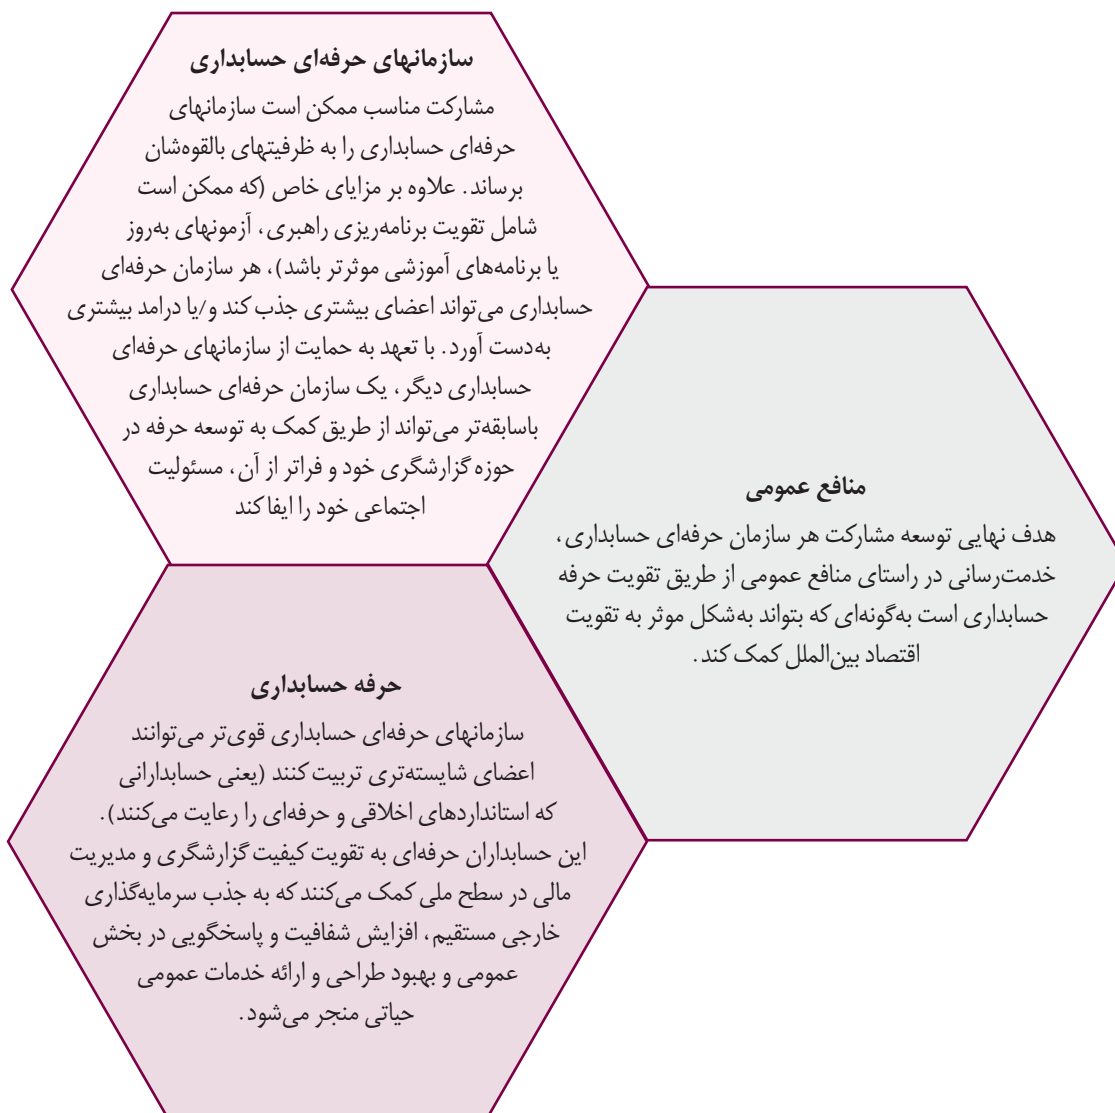 سازمانهای حرفه‌ای حسابداری
مشارکت مناسب ممکن است سازمانهای
حرفه‌ای حسابداری را به ظرفیتهای بالقوه‌شان
برساند. علاوه بر مزایای خاص (که ممکن است
شامل تقویت برنامه‌ریزی راهبری، آزمونهای به‌روز
یا برنامه‌های آموزشی موثرتر باشد)، هر سازمان حرفه‌ای
حسابداری می‌تواند اعضای بیشتری جذب کند و/یا درامد بیشتری
به‌دست آورد. با تعهد به حمایت از سازمانهای حرفه‌ای
حسابداری دیگر، یک سازمان حرفه‌ای حسابداری
باسابقه‌تر می‌تواند از طریق کمک به توسعه حرفه در
حوزه گزارشگری خود و فراتر از آن، مسئولیت
اجتماعی خود را ایفا کند
منافع عمومی
هدف نهایی توسعه مشارکت هر سازمان حرفه‌ای حسابداری،
خدمت‌رسانی در راستای منافع عمومی از طریق تقویت حرفه
حسابداری است به‌گونه‌ای که بتواند به‌شکل موثر به تقویت
اقتصاد بین‌الملل کمک کند.
حرفه حسابداری
سازمانهای حرفه‌ای حسابداری قوی‌تر می‌توانند
اعضای شایسته‌تری تربیت کنند (یعنی حسابدارانی
که استانداردهای اخلاقی و حرفه‌ای را رعایت می‌کنند).
این حسابداران حرفه‌ای به تقویت کیفیت گزارشگری و مدیریت
مالی در سطح ملی کمک می‌کنند که به جذب سرمایه‌گذاری
خارجی مستقیم، افزایش شفافیت و پاسخگویی در بخش
عمومی و بهبود طراحی و ارائه خدمات عمومی
حیاتی منجر می‌شود.